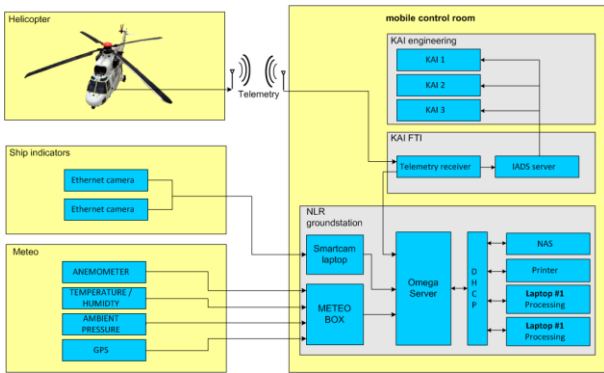 Helicopter
Telemetry
Ship indicators
Ethernet camera
Ethernet camera
Meteo
ANEMOMETER
TEMPERATURE /
HUMIDTY
AMBIENT
PRESSURE
GPS
mobile control room
KAI engineering
KAI 1
KAI 2
KAI 3
KAI FTI
Telemetry receiver
IADS server
NLR
groundstation
Smartcam
laptop
METEO
BOX
Omega
Server
D
H
C
P
NAS
Printer
Laptop #1
Processing
Laptop #1
Processing